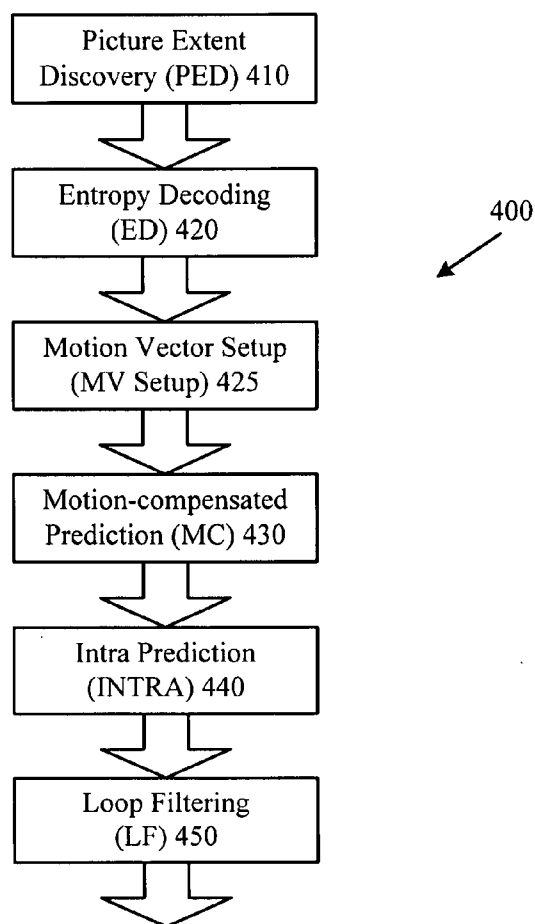 Picture Extent
Discovery (PED) 410
Entropy Decoding
(ED) 420
400
Motion Vector Setup
(MV Setup) 425
Motion-compensated
Prediction (MC) 430
Intra Prediction
(INTRA) 440
Loop Filtering
(LF) 450